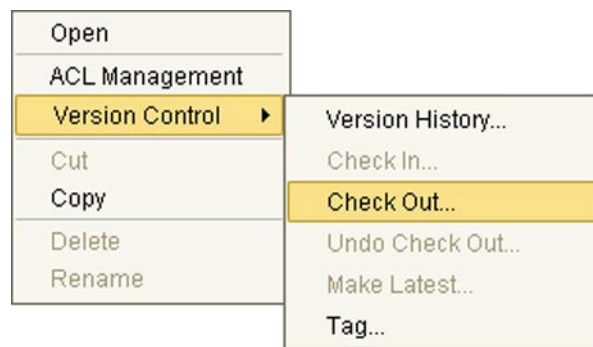 Open
ACL Management
Version Control
Cut
Copy
Delete
Rename
Version History...
Check In...
Check Out...
Undo Check Out...
Make Latest...
Tag...